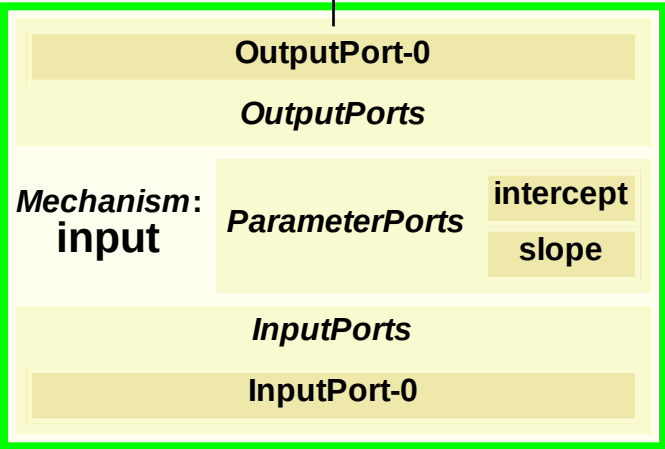 OutputPort-0
OutputPorts
Mechanism:
input
ParameterPorts
intercept
slope
InputPorts
InputPort-0